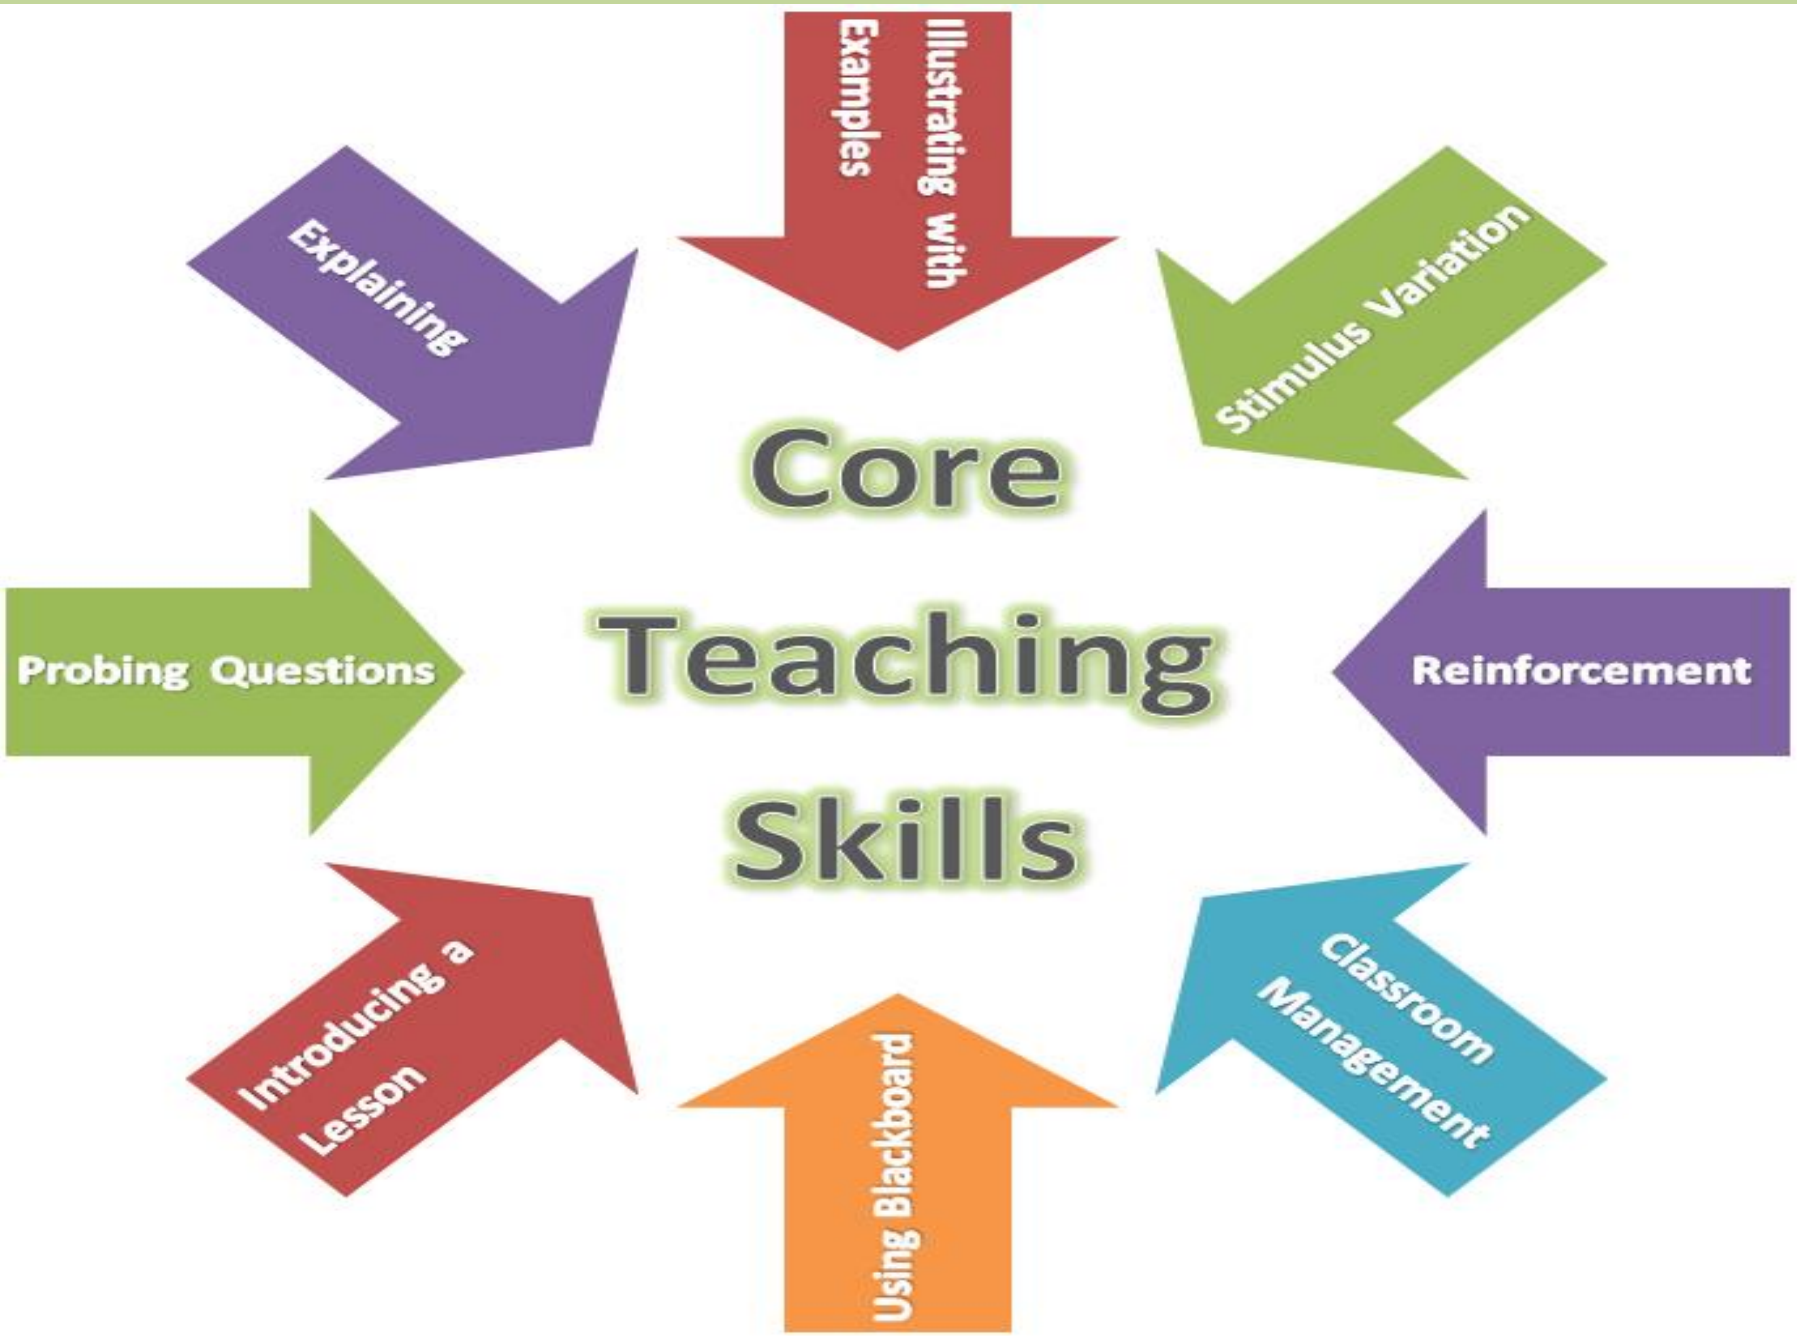 Illustrating with
Examples
Stimulus Variation
Reinforcement
Classroom
Management
Using Blackboard
Introducing a
Lesson
Probing Questions
Explaining
Core
Teaching
Skills